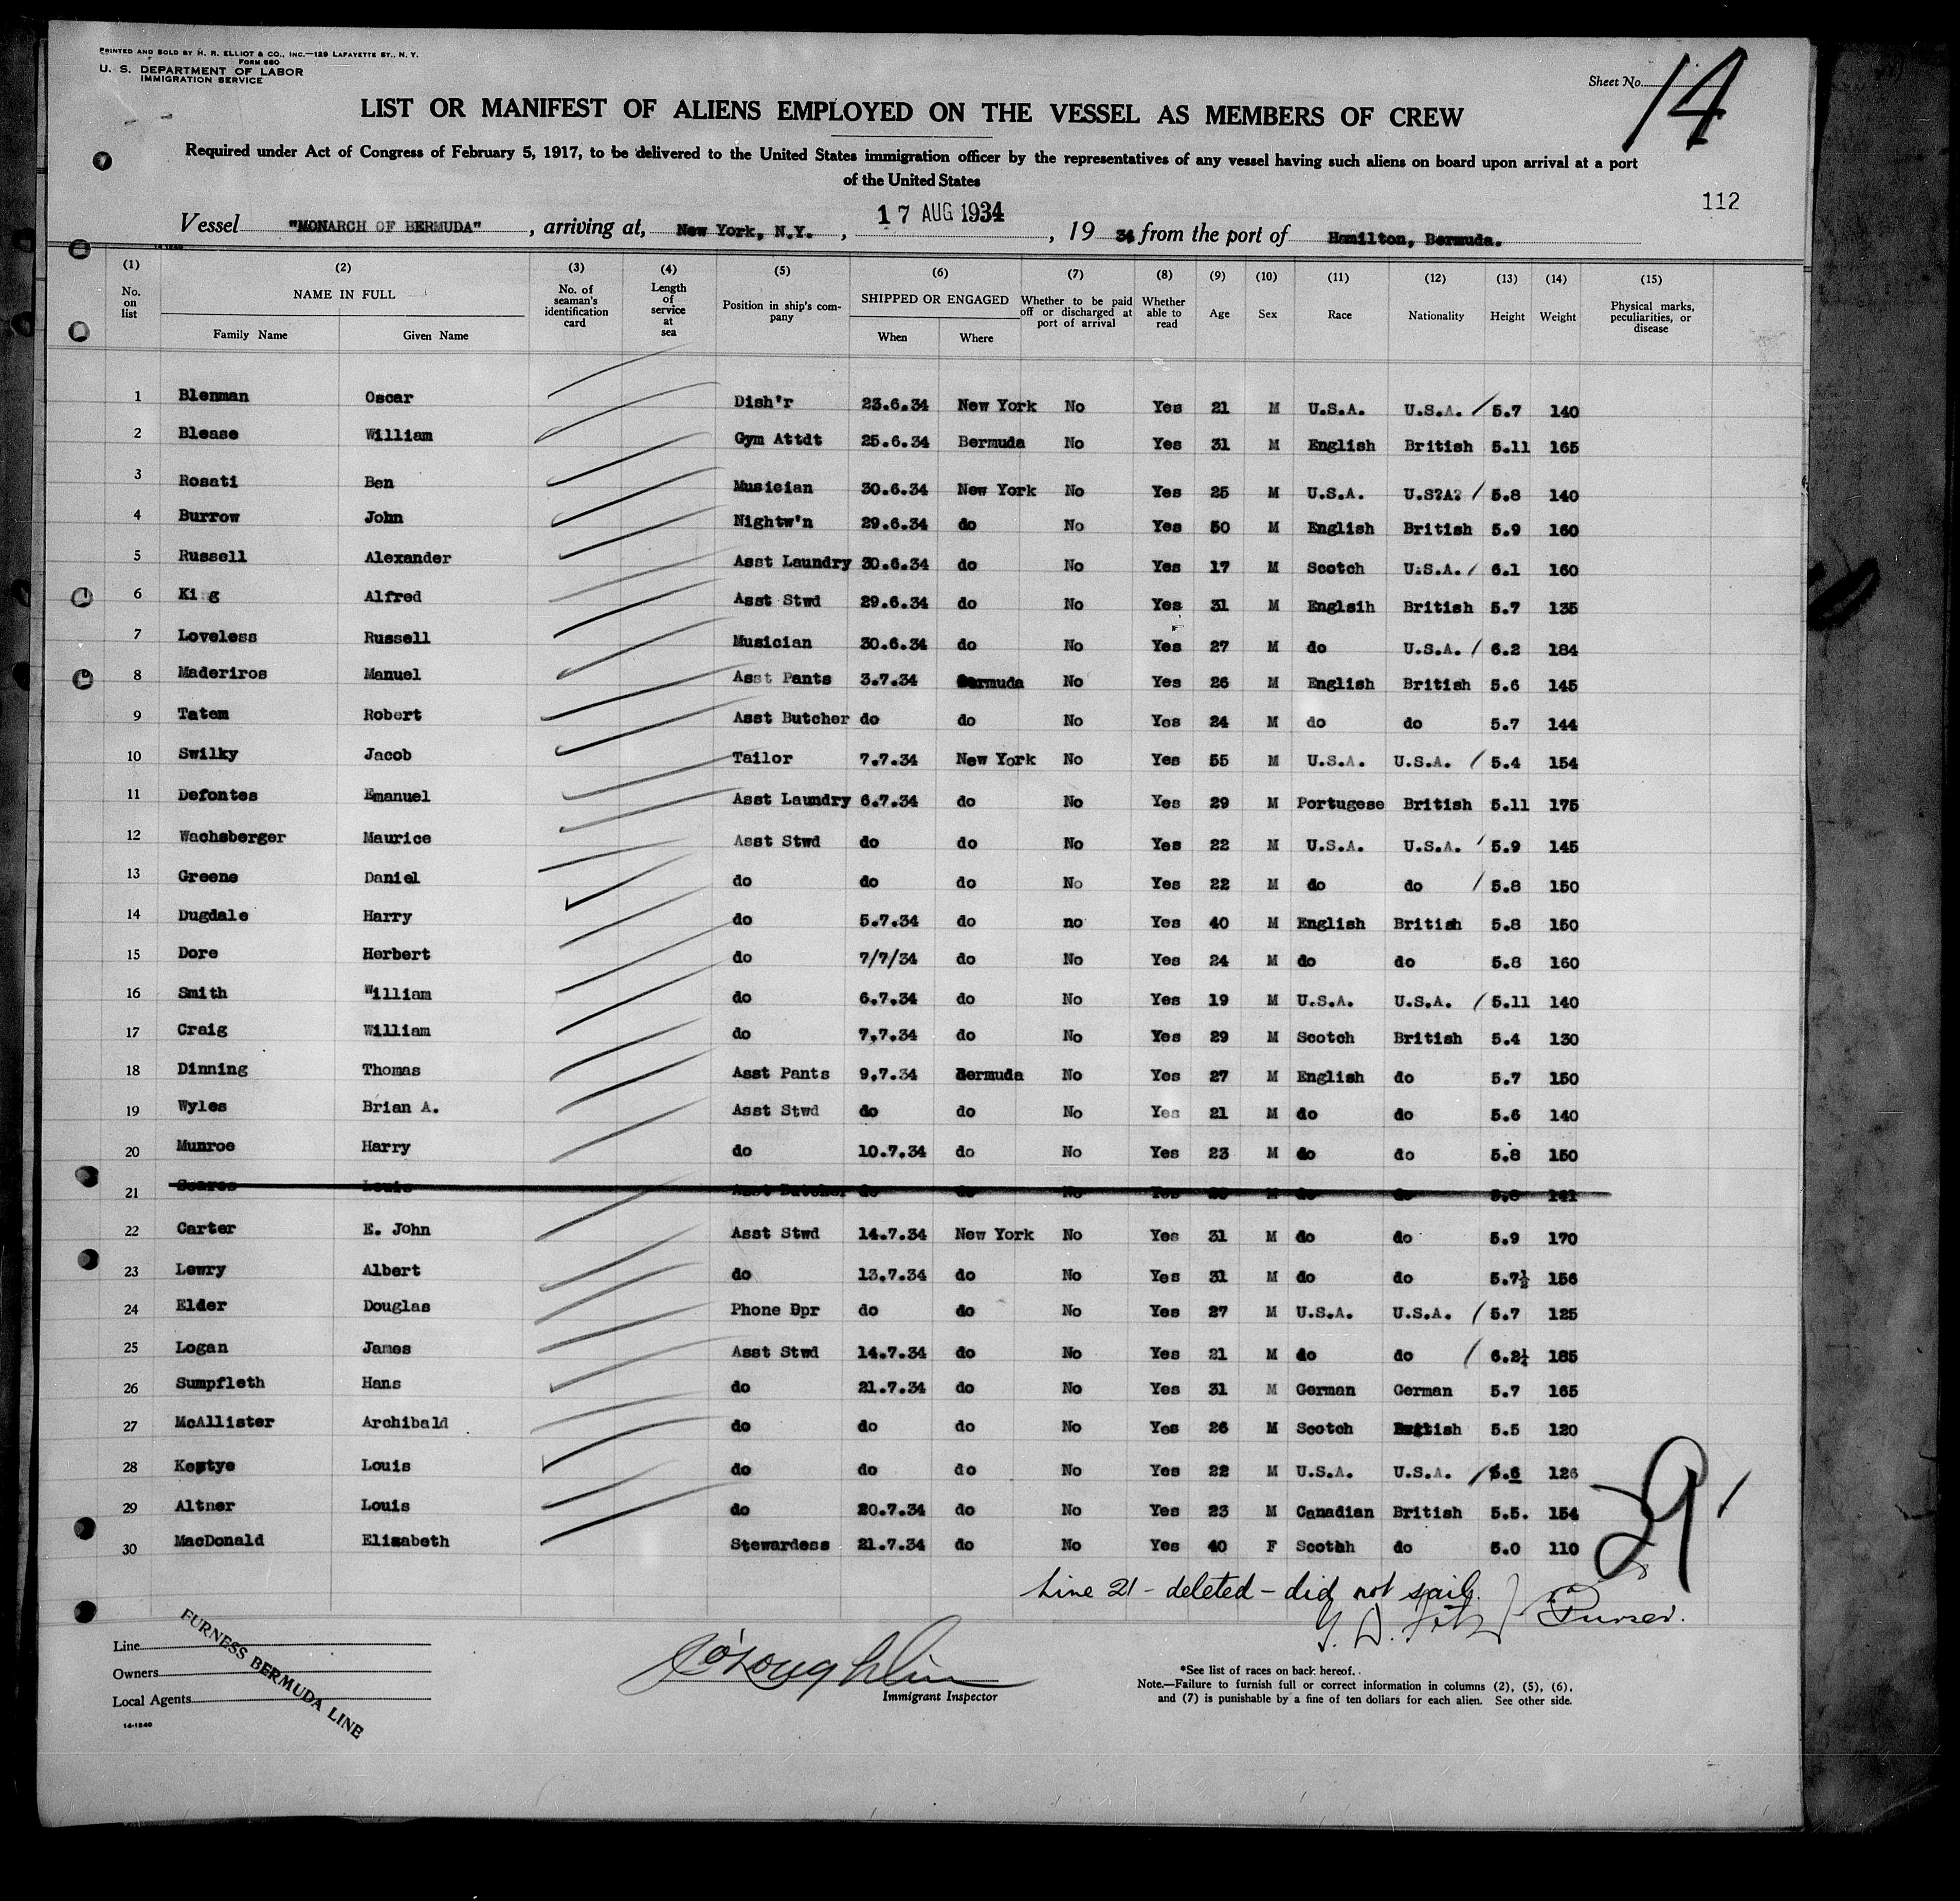 PRINTED AND SOLD BY H. R. ELLIOT & CO., INC.—129 LAFAYETTE ST., N. Y.
FORM 680
U. S. DEPARTMENT OF LABOR
IMMIGRATION SERVICE
Sheet No. 14
LIST OR MANIFEST OF ALIENS EMPLOYED ON THE VESSEL AS MEMBERS OF CREW
Required under Act of Congress of February 5, 1917, to be delivered to the United States immigration officer by the representatives of any vessel having such aliens on board upon arrival at a port
of the United States
112
Vessel "MONARCH OF BERMUDA", arriving at, New York, N.Y., 17 AUG 1934, 19 34 from the port of Hamilton, Bermuda.
(1) (2) (3) (4) (5) (6) (7) (8) (9) (10) (11) (12) (13) (14) (15)
No. on list NAME IN FULL No. of seaman's identification card Length of service at sea Position in ship's company SHIPPED OR ENGAGED Whether to be paid off or discharged at port of arrival Whether able to read Age Sex Race Nationality Height Weight Physical marks, peculiarities, or disease
Family Name Given Name When Where
1 Blenman Oscar Dish'r 23.6.34 New York No Yes 21 M U.S.A. U.S.A. / 5.7 140
2 Blease William Gym Attdt 25.6.34 Bermuda No Yes 31 M English British 5.11 165
3 Rosati Ben Musician 30.6.34 New York No Yes 25 M U.S.A. U.S?A? / 5.8 140
4 Burrow John Nightw'n 29.6.34 do No Yes 50 M English British 5.9 160
5 Russell Alexander Asst Laundry 30.6.34 do No Yes 17 M Scotch U.S.A. / 6.1 160
6 Ki g Alfred Asst Stwd 29.6.34 do No Yes 31 M Englsih British 5.7 135
7 Loveless Russell Musician 30.6.34 do No Yes 27 M do U.S.A. / 6.2 184
8 Maderiros Manuel Asst Pants 3.7.34 Bermuda No Yes 26 M English British 5.6 145
9 Tatem Robert Asst Butcher do do No Yes 24 M do do 5.7 144
10 Swilky Jacob Tailor 7.7.34 New York No Yes 55 M U.S.A. U.S.A. / 5.4 154
11 Defontes Emanuel Asst Laundry 6.7.34 do No Yes 29 M Portugese British 5.11 175
12 Wachsberger Maurice Asst Stwd do do No Yes 22 M U.S.A. U.S.A. / 5.9 145
13 Greene Daniel do do do No Yes 22 M do do / 5.8 150
14 Dugdale Harry do 5.7.34 do no Yes 40 M English British 5.8 150
15 Dore Herbert do 7/7/34 do No Yes 24 M do do 5.8 160
16 Smith William do 6.7.34 do No Yes 19 M U.S.A. U.S.A. / 5.11 140
17 Craig William do 7.7.34 do No Yes 29 M Scotch British 5.4 130
18 Dinning Thomas Asst Pants 9.7.34 Bermuda No Yes 27 M English do 5.7 150
19 Wyles Brian A. Asst Stwd do do No Yes 21 M do do 5.6 140
20 Munroe Harry do 10.7.34 do No Yes 23 M do do 5.8 150
21 Soares Louis Asst Butcher do do No Yes M do do 141
22 Carter E. John Asst Stwd 14.7.34 New York No Yes 31 M do do 5.9 170
23 Lowry Albert do 13.7.34 do No Yes 31 M do do 5.7½ 156
24 Elder Douglas Phone Opr do do No Yes 27 M U.S.A. U.S.A. / 5.7 125
25 Logan James Asst Stwd 14.7.34 do No Yes 21 M do do / 6.2¼ 185
26 Sumpfleth Hans do 21.7.34 do No Yes 31 M German German 5.7 165
27 McAllister Archibald do do do No Yes 26 M Scotch British 5.5 120
28 Louis do do do No Yes 22 M U.S.A. U.S.A. / 5.6 126
29 Altner Louis do 20.7.34 do No Yes 23 M Canadian British 5.5. 154
30 MacDonald Elizabeth Stewardess 21.7.34 do No Yes 40 F Scothh do 5.0 110
29
Line 21 - deleted - did not sail.
Purser.
Line
Owners
Local Agents
FURNESS BERMUDA LINE
14-1840
O'Loughlin
Immigrant Inspector
*See list of races on back hereof.
Note.—Failure to furnish full or correct information in columns (2), (5), (6),
and (7) is punishable by a fine of ten dollars for each alien. See other side.